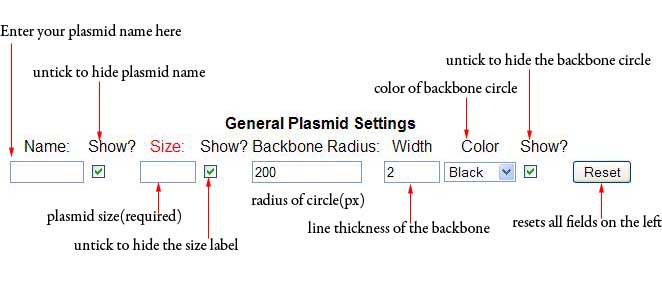 Enter your plasmid name here
untick to hide the backbone circle
untick to hide plasmid name
color of backbone circle
General Plasmid Settings
Name: Show? Size: Show? Backbone Radius: Width Color Show?
200 2 Black Reset
plasmid size(required)
radius of circle(px)
line thickness of the backbone
resets all fields on the left
untick to hide the size label